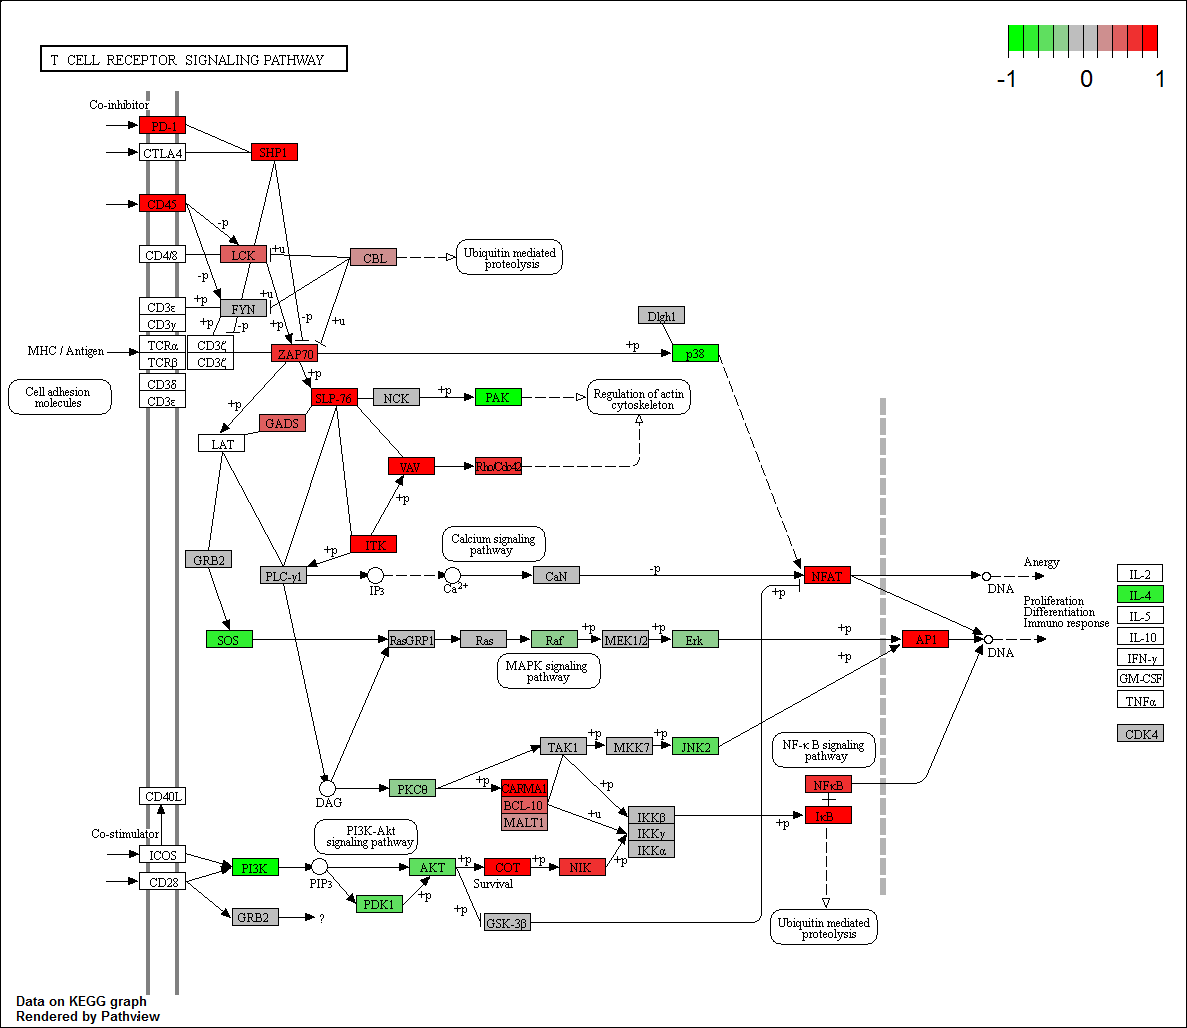 T CELL RECEPTOR SIGNALING PATHWAY
-1 0 1
Co-inhibitor
PD-1
CTLA4
SHP1
CD45
-p
CD4/8
LCK
+u
CBL
Ubiquitin mediated
proteolysis
-p
CD3ε
+p
FYN
+u
CD3γ
+p
-p
+p
-p
+u
Dlgh1
MHC / Antigen
TCRα
CD3ζ
ZAP70
+p
p38
TCRβ
CD3ζ
+p
Cell adhesion
molecules
CD3δ
CD3ε
+p
SLP-76
NCK
+p
PAK
Regulation of actin
cytoskeleton
GADS
LAT
VAV
Rho/Cdc42
+p
ITK
+p
Calcium signaling
pathway
GRB2
PLC-γ1
IP3
Ca2+
CaN
-p
NFAT
+p
DNA
Anergy
Proliferation
Differentiation
Immuno response
IL-2
IL-4
IL-5
IL-10
IFN-γ
GM-CSF
TNFα
CDK4
SOS
RasGRP1
Ras
Raf
+p
MEK1/2
+p
Erk
+p
+p
AP1
DNA
MAPK signaling
pathway
TAK1
+p
MKK7
+p
JNK2
NF-κB signaling
pathway
DAG
PKCθ
+p
CARMA1
BCL-10
MALT1
+p
+u
IKKβ
IKKγ
IKKα
+p
NFκB
IκB
CD40L
Co-stimulator
ICOS
CD28
PI3K-Akt
signaling pathway
PI3K
PIP3
AKT
+p
COT
+p
NIK
+p
Survival
PDK1
+p
+p
GRB2
?
GSK-3β
Ubiquitin mediated
proteolysis
Data on KEGG graph
Rendered by Pathview